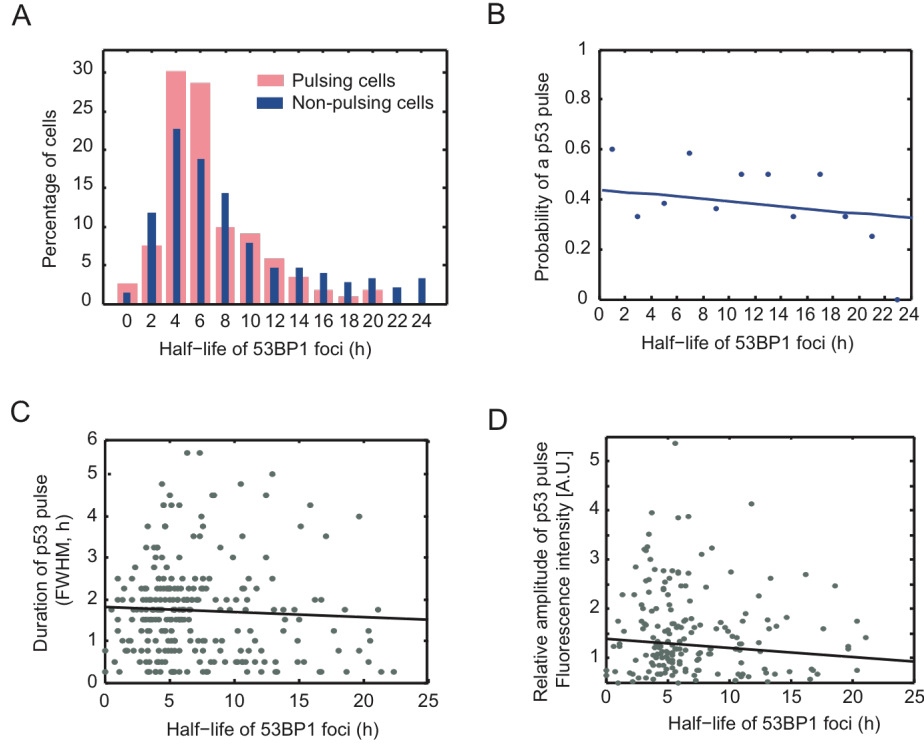 A
30
25
20
15
10
5
0
Percentage of cells
Pulsing cells
Non-pulsing cells
0 2 4 6 8 10 12 14 16 18 20 22 24
Half-life of 53BP1 foci (h)
B
1
0.8
0.6
0.4
0.2
0
Probability of a p53 pulse
0 2 4 6 8 10 12 14 16 18 20 22 24
Half-life of 53BP1 foci (h)
C
6
5
4
3
2
1
0
Duration of p53 pulse
(FWHM, h)
0 5 10 15 20 25
Half-life of 53BP1 foci (h)
D
5
4
3
2
1
Relative amplitude of p53 pulse
Fluorescence intensity [A.U.]
0 5 10 15 20 25
Half-life of 53BP1 foci (h)